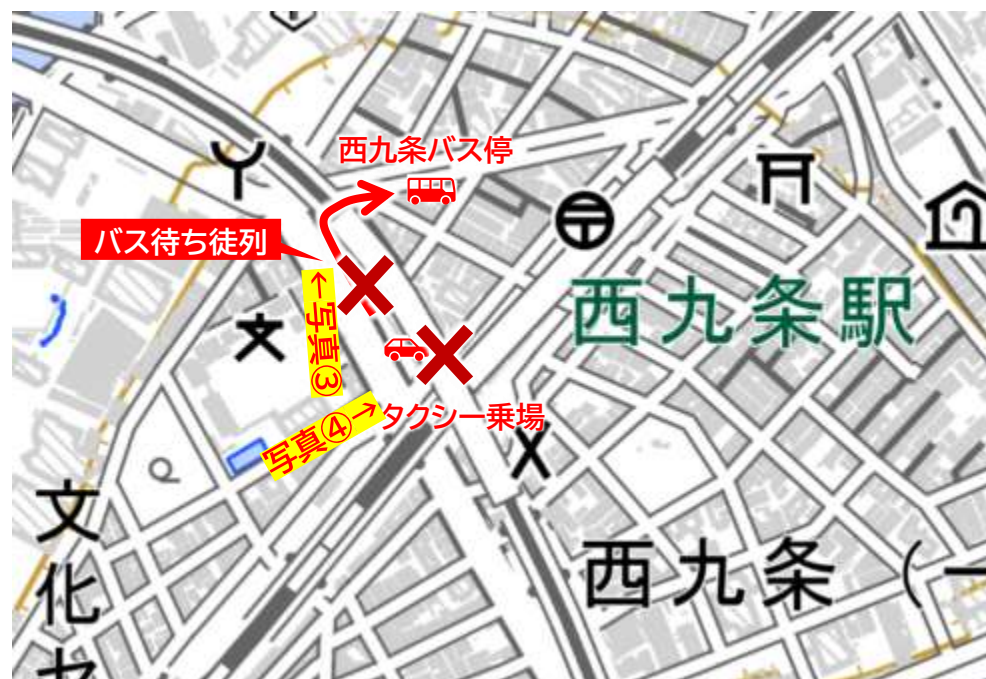 西九条バス停
バス待ち徒列
西九条駅
←写真③
写真④→
タクシー乗場
西九条（一
文化セ